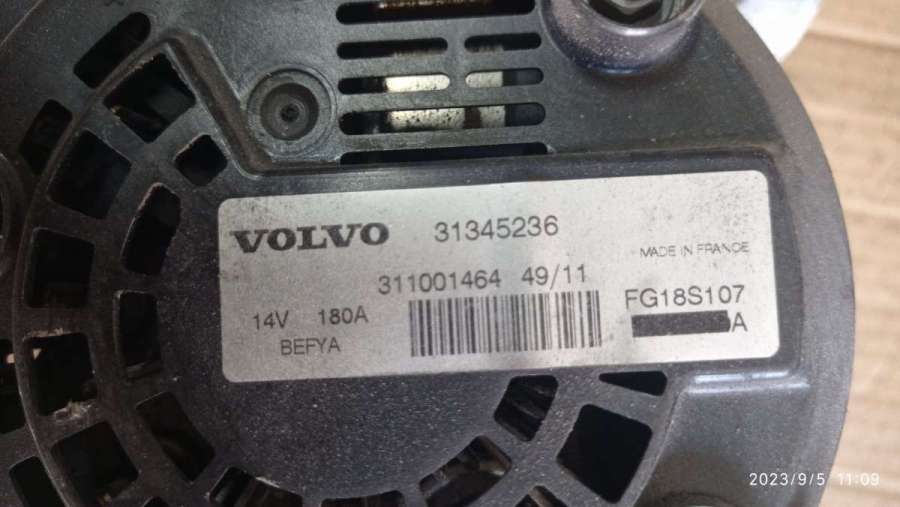 VOLVO 31345236
MADE IN FRANCE
311001464 49/11
14V 180A
FG18S107
BEFYA
A
2023/9/5 11:09